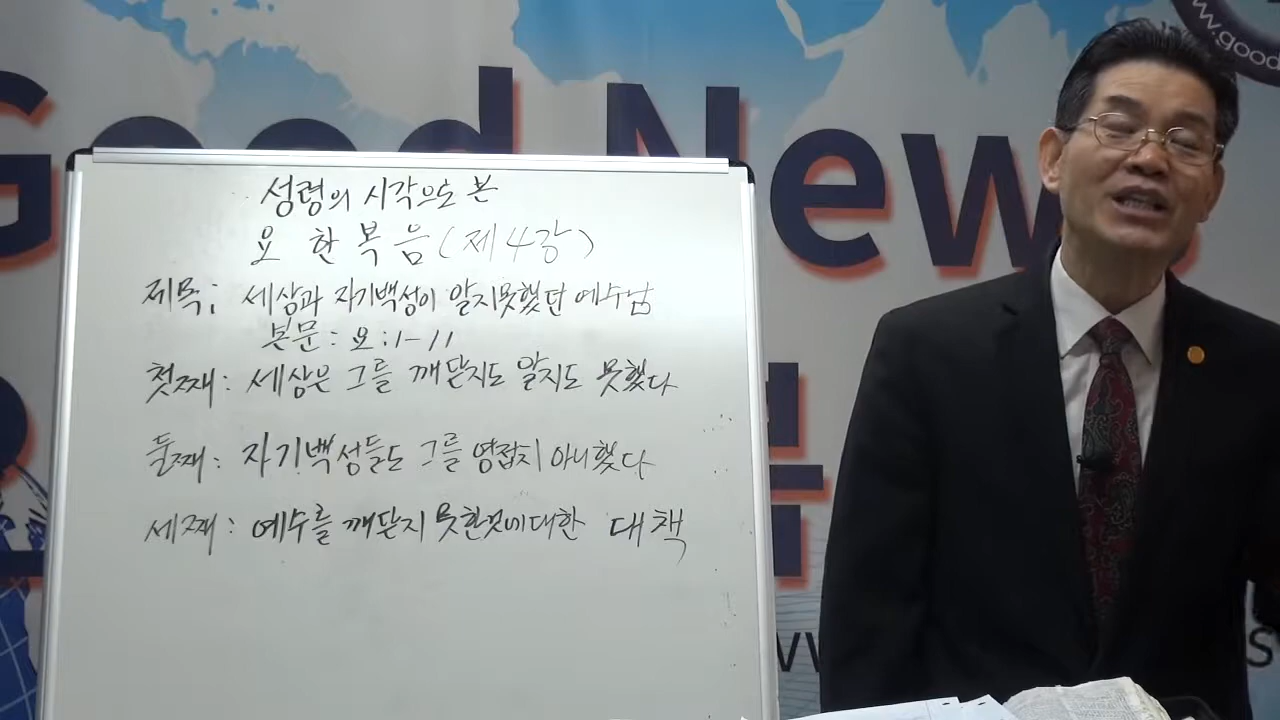 성령의 시각으로 본
요한복음(제4강)
제목: 세상과 자기백성이 알지못했던 예수님
본문: 요:1-11
첫째: 세상은 그를 깨닫지도 알지도 못했다
둘째: 자기백성들도 그를 영접지 아니했다
세째: 예수를 깨닫지 못한것에대한 대책
Good News
www.good